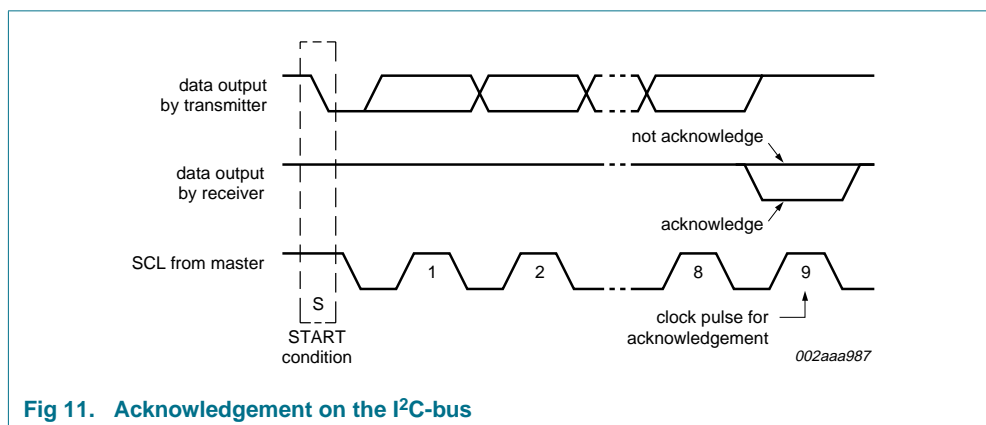 data output
by transmitter
not acknowledge
data output
by receiver
acknowledge
SCL from master
1
2
8
9
S
START
condition
clock pulse for
acknowledgement
002aaa987
Fig 11. Acknowledgement on the I²C-bus